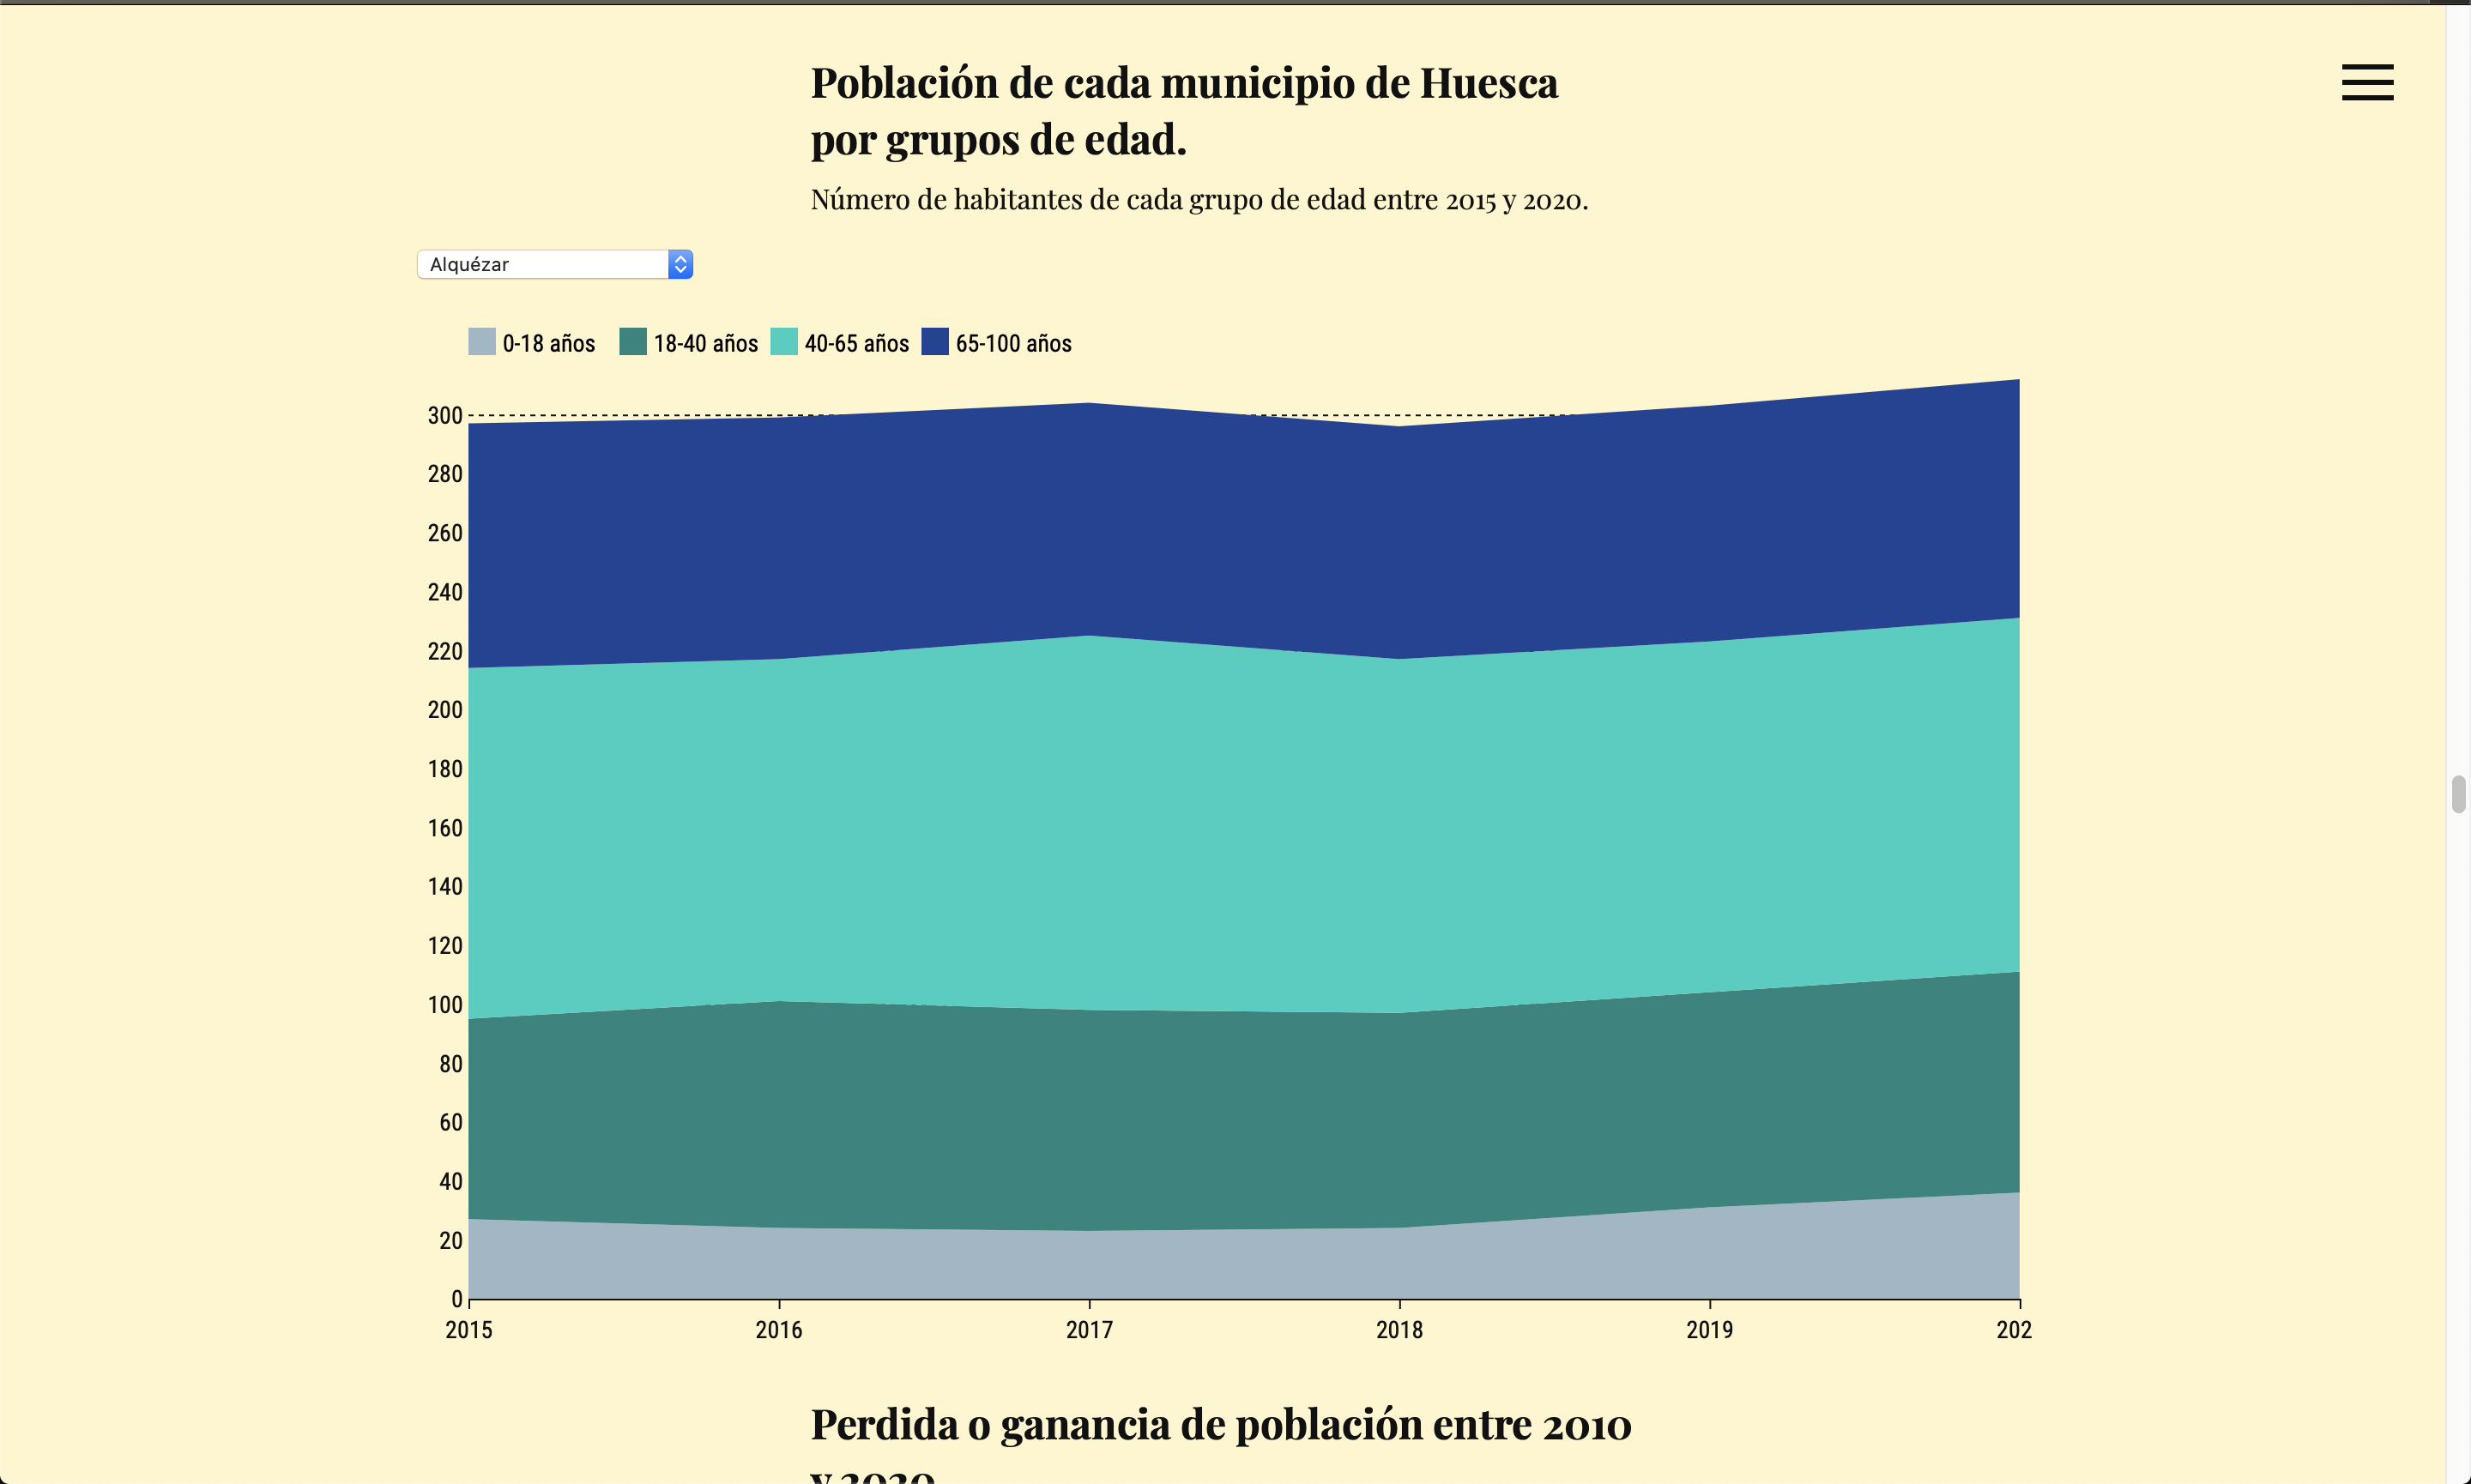 Población de cada municipio de Huesca
por grupos de edad.
Número de habitantes de cada grupo de edad entre 2015 y 2020.
Alquézar
0-18 años 18-40 años 40-65 años 65-100 años
300
280
260
240
220
200
180
160
140
120
100
80
60
40
20
0
2015 2016 2017 2018 2019 202
Perdida o ganancia de población entre 2010
y 2020